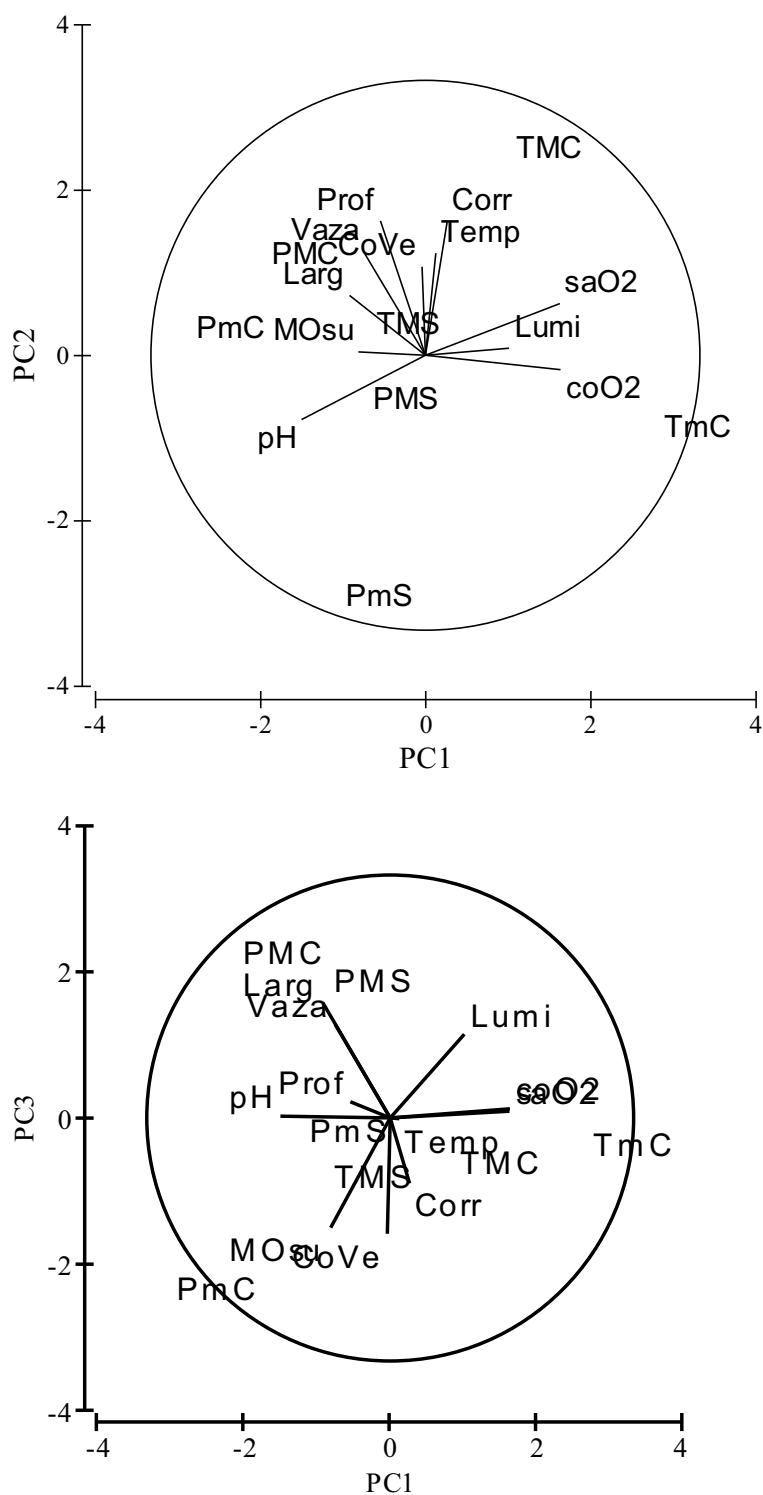 4
TMC
2
Prof
Corr
Vaza
Temp
PMC
CoVe
Larg
saO2
PmC
MOsu
TMS
Lumi
0
PC2
coO2
PMS
TmC
pH
-2
PmS
-4
-4
-2
0
2
4
PC1
4
PMC
2
PMS
Larg
Vaza
Lumi
Prof
coO2
saO2
pH
0
PC3
PmS
Temp
TmC
TMC
TMS
Corr
MOsu
CoVe
-2
PmC
-4
-4
-2
0
2
4
PC1